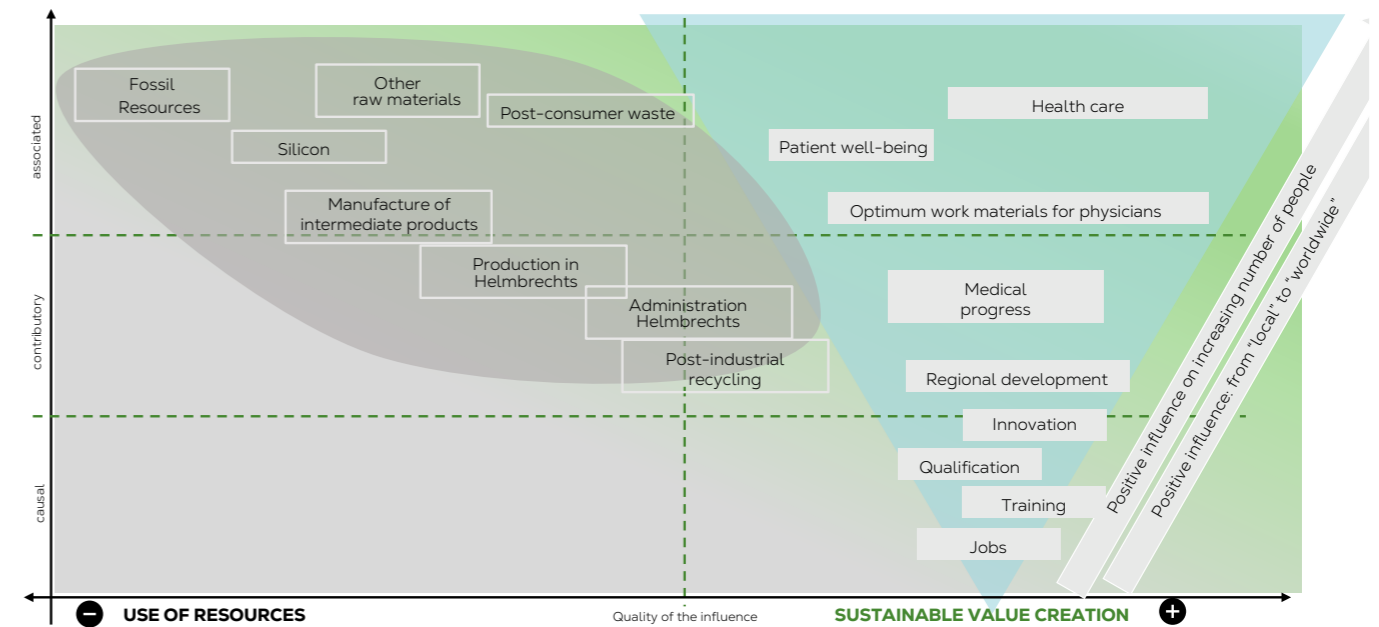 associated
contributory
causal
Fossil
Resources
Other
raw materials
Post-consumer waste
Silicon
Manufacture of
intermediate products
Production in
Helmbrechts
Administration
Helmbrechts
Post-industrial
recycling
Health care
Patient well-being
Optimum work materials for physicians
Medical
progress
Regional development
Innovation
Qualification
Training
Jobs
Positive influence on increasing number of people
Positive influence: from “local” to “worldwide”
− USE OF RESOURCES
Quality of the influence
SUSTAINABLE VALUE CREATION +